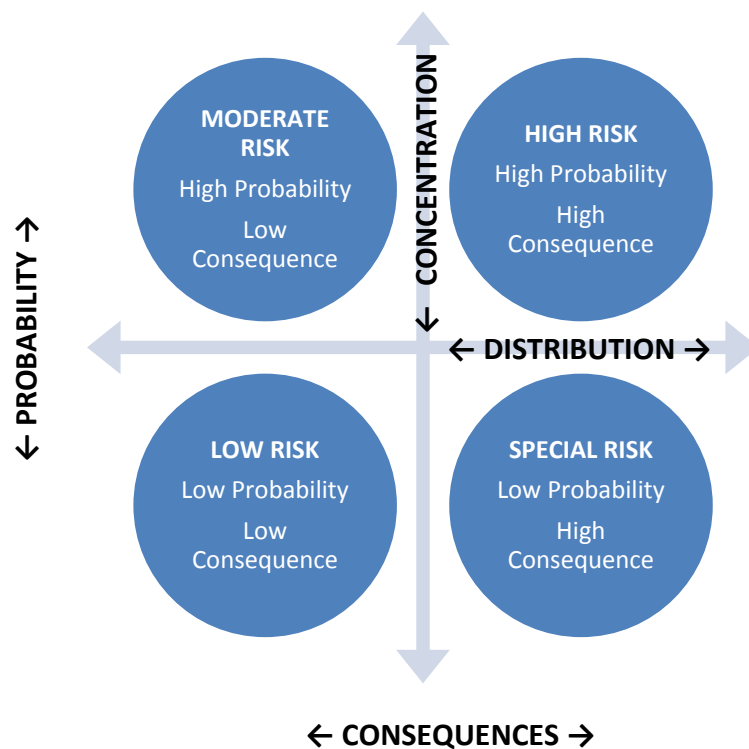 MODERATE
RISK
High Probability
Low
Consequence
← CONCENTRATION
HIGH RISK
High Probability
High
Consequence
← PROBABILITY →
← DISTRIBUTION →
LOW RISK
Low Probability
Low
Consequence
SPECIAL RISK
Low Probability
High
Consequence
← CONSEQUENCES →